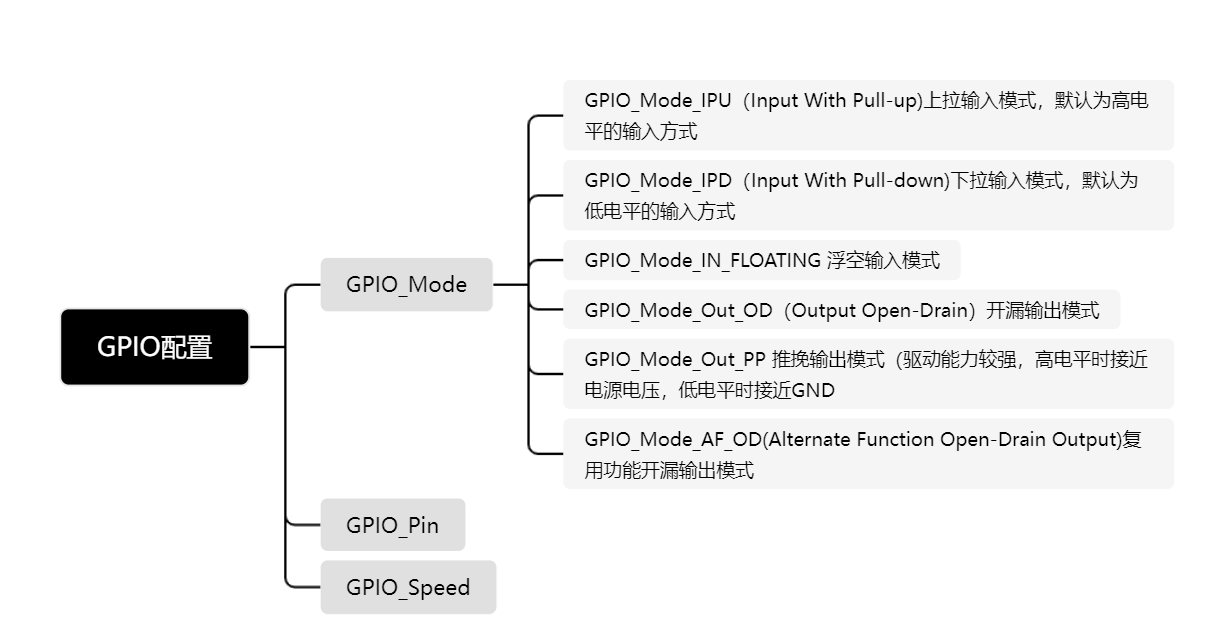 GPIO_Mode_IPU（Input With Pull-up)上拉输入模式，默认为高电
平的输入方式
GPIO_Mode_IPD（Input With Pull-down)下拉输入模式，默认为
低电平的输入方式
GPIO_Mode_IN_FLOATING 浮空输入模式
GPIO_Mode
GPIO_Mode_Out_OD（Output Open-Drain）开漏输出模式
GPIO配置
GPIO_Mode_Out_PP 推挽输出模式（驱动能力较强，高电平时接近
电源电压，低电平时接近GND
GPIO_Mode_AF_OD(Alternate Function Open-Drain Output)复
用功能开漏输出模式
GPIO_Pin
GPIO_Speed